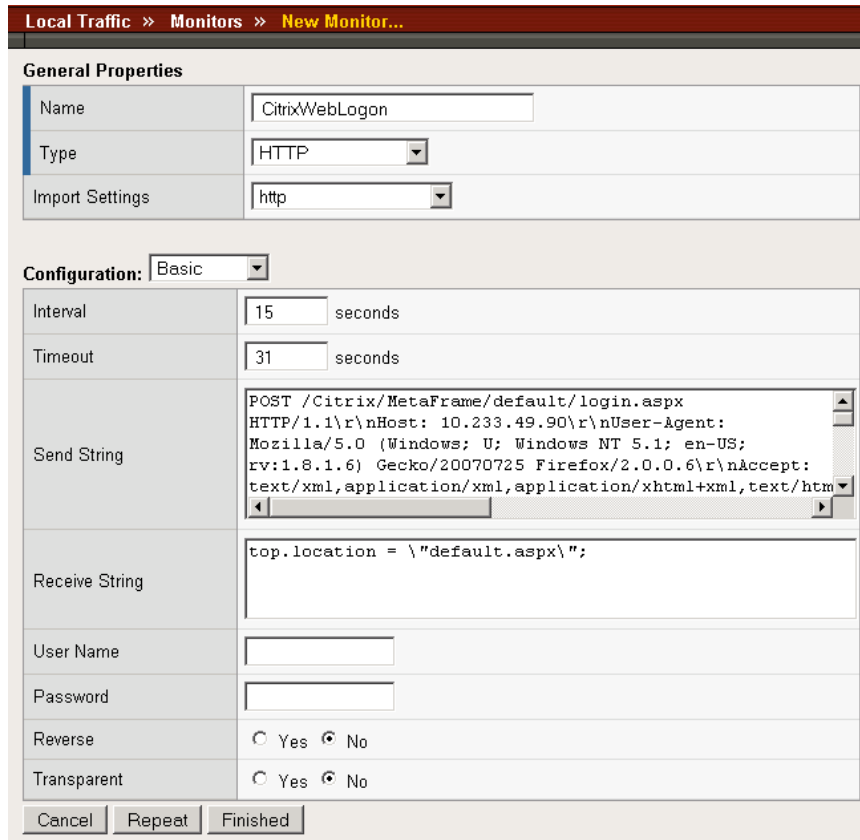 Local Traffic » Monitors » New Monitor...
General Properties
Name CitrixWebLogon
Type HTTP
Import Settings http
Configuration: Basic
Interval 15 seconds
Timeout 31 seconds
Send String
POST /Citrix/MetaFrame/default/login.aspx
HTTP/1.1\r\nHost: 10.233.49.90\r\nUser-Agent:
Mozilla/5.0 (Windows; U; Windows NT 5.1; en-US;
rv:1.8.1.6) Gecko/20070725 Firefox/2.0.0.6\r\nAccept:
text/xml,application/xml,application/xhtml+xml,text/htm
Receive String
top.location = \"default.aspx\";
User Name
Password
Reverse Yes No
Transparent Yes No
Cancel Repeat Finished